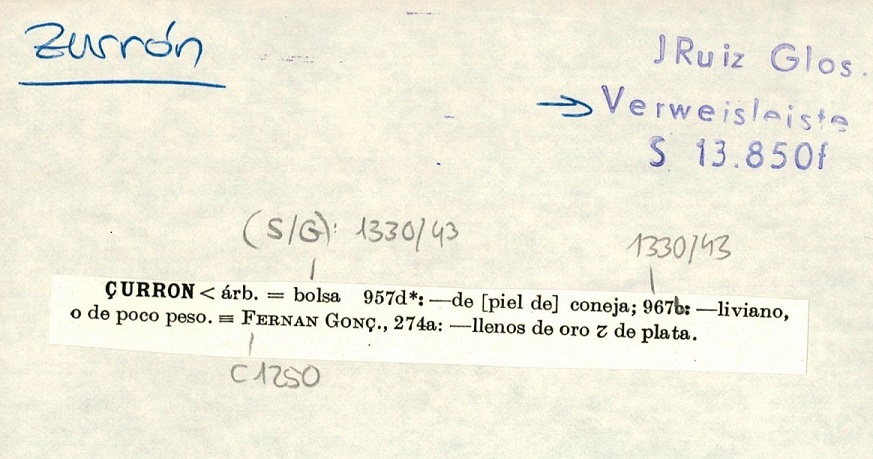 Zurrón
JRuiz Glos.
→ Verweisleiste
S 13.850f
(S/G): 1330/43
1330/43
ÇURRON < árb. = bolsa 957d*: —de [piel de] coneja; 967b: —liviano,
o de poco peso. ≡ FERNAN GONÇ., 274a: —llenos de oro ⁊ de plata.
C1250